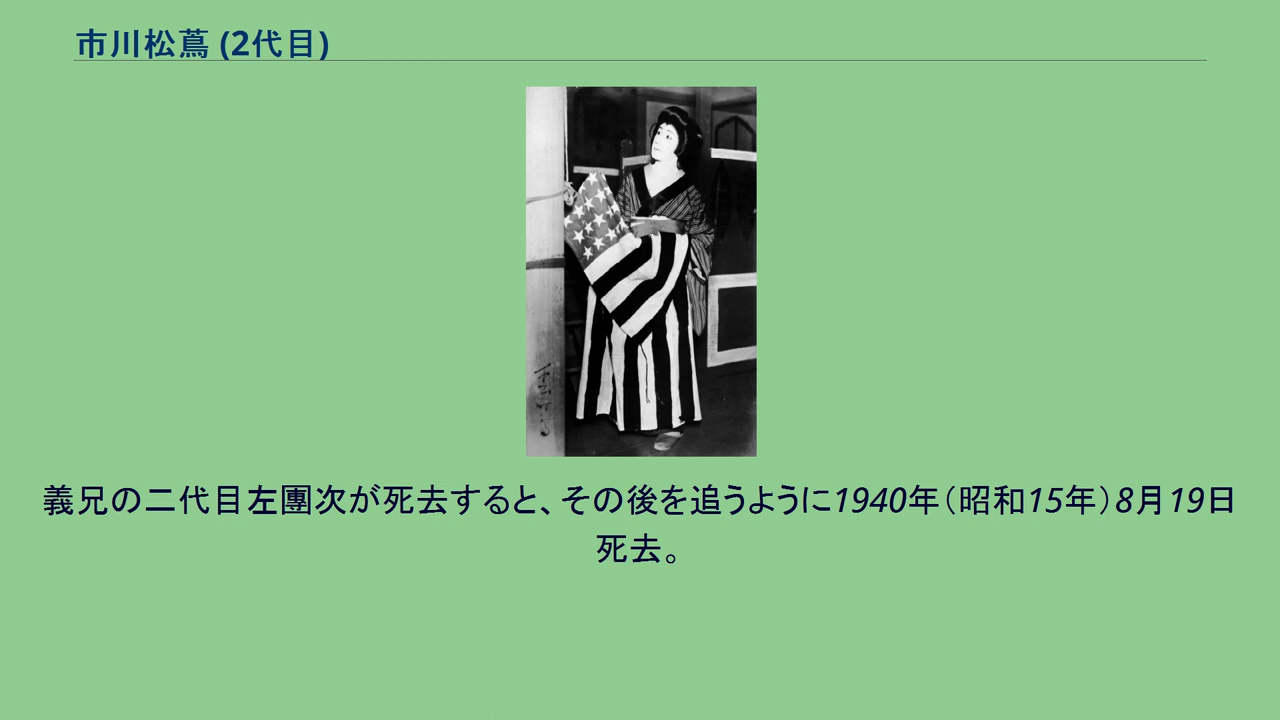 市川松蔦 (2代目)
義兄の二代目左團次が死去すると、その後を追うように1940年（昭和15年）8月19日
死去。